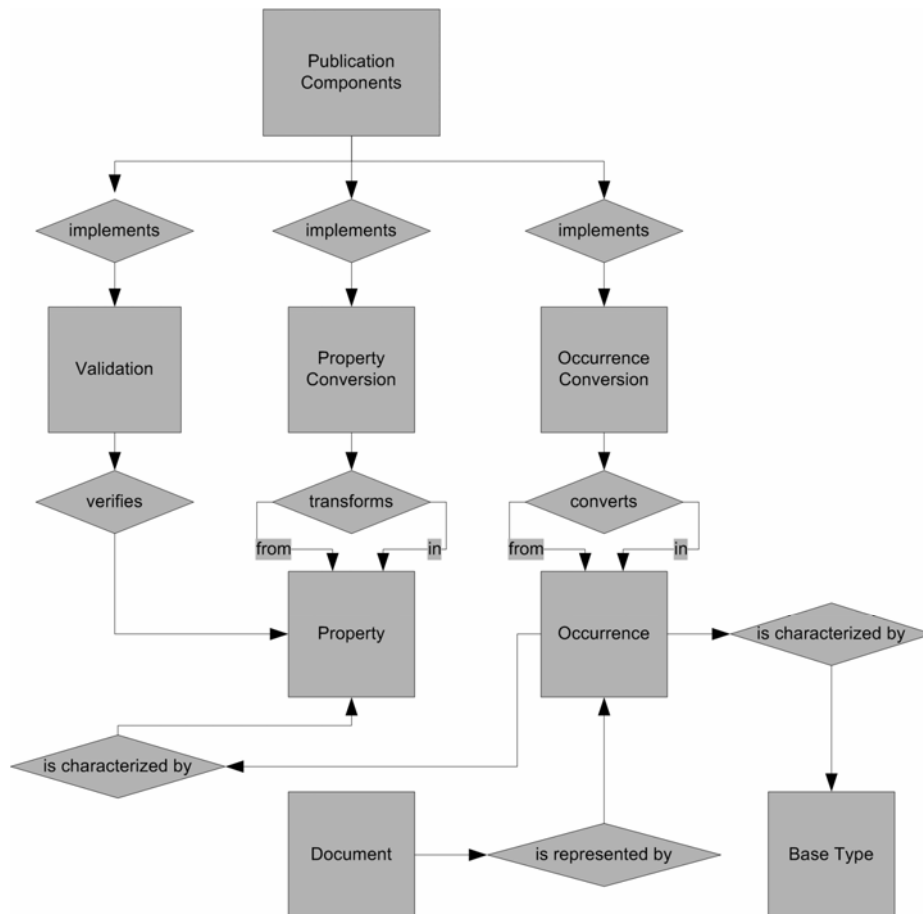 Publication
Components
implements
implements
implements
Validation
Property
Conversion
Occurrence
Conversion
verifies
transforms
converts
from
in
from
in
Property
Occurrence
is characterized by
is characterized by
Document
is represented by
Base Type